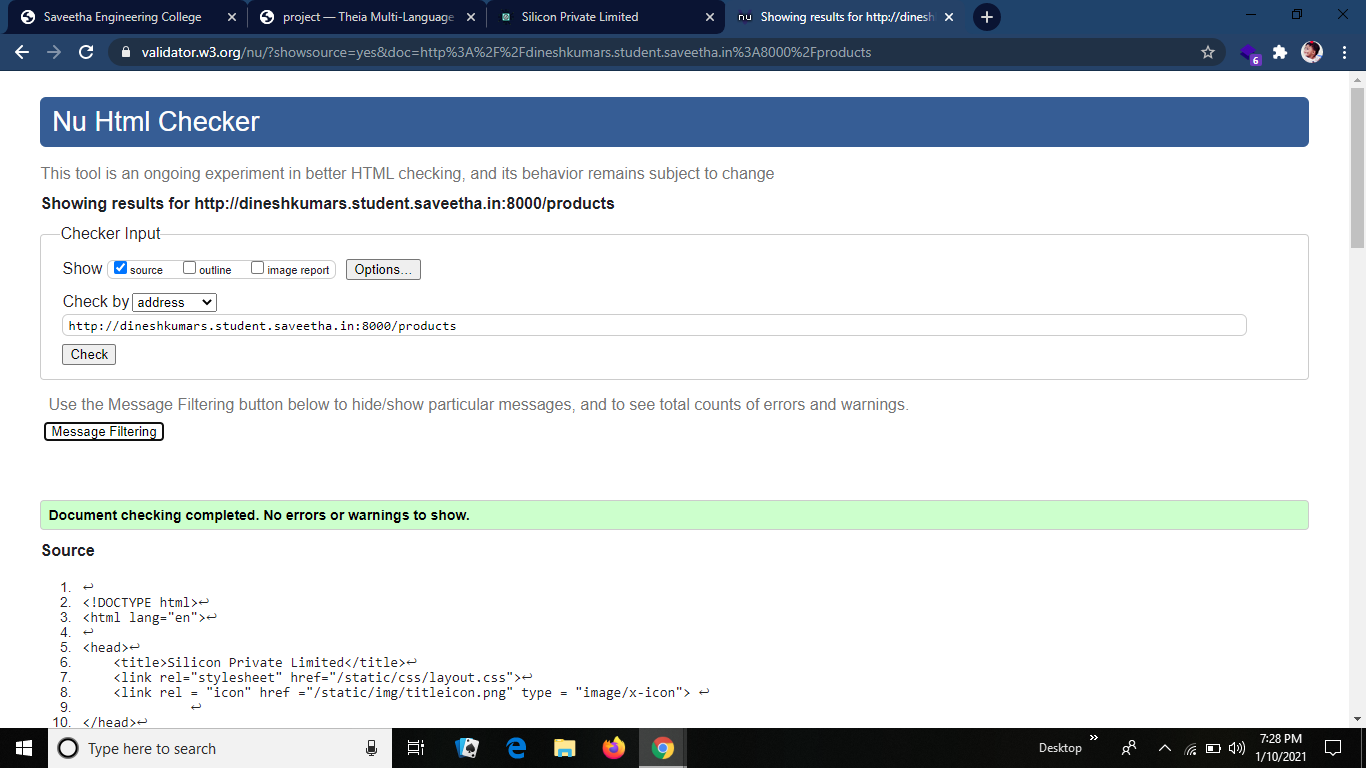 Saveetha Engineering College
project — Theia Multi-Language
Silicon Private Limited
nu Showing results for http://dinesh
validator.w3.org/nu/?showsource=yes&doc=http%3A%2F%2Fdineshkumars.student.saveetha.in%3A8000%2Fproducts
6
Nu Html Checker
This tool is an ongoing experiment in better HTML checking, and its behavior remains subject to change
Showing results for http://dineshkumars.student.saveetha.in:8000/products
Checker Input
Show source outline image report Options...
Check by address
http://dineshkumars.student.saveetha.in:8000/products
Check
Use the Message Filtering button below to hide/show particular messages, and to see total counts of errors and warnings.
Message Filtering
Document checking completed. No errors or warnings to show.
Source
1. ↩
2. <!DOCTYPE html>↩
3. <html lang="en">↩
4. ↩
5. <head>↩
6. <title>Silicon Private Limited</title>↩
7. <link rel="stylesheet" href="/static/css/layout.css">↩
8. <link rel = "icon" href ="/static/img/titleicon.png" type = "image/x-icon"> ↩
9. ↩
10. </head>↩
Type here to search
Desktop
7:28 PM
1/10/2021